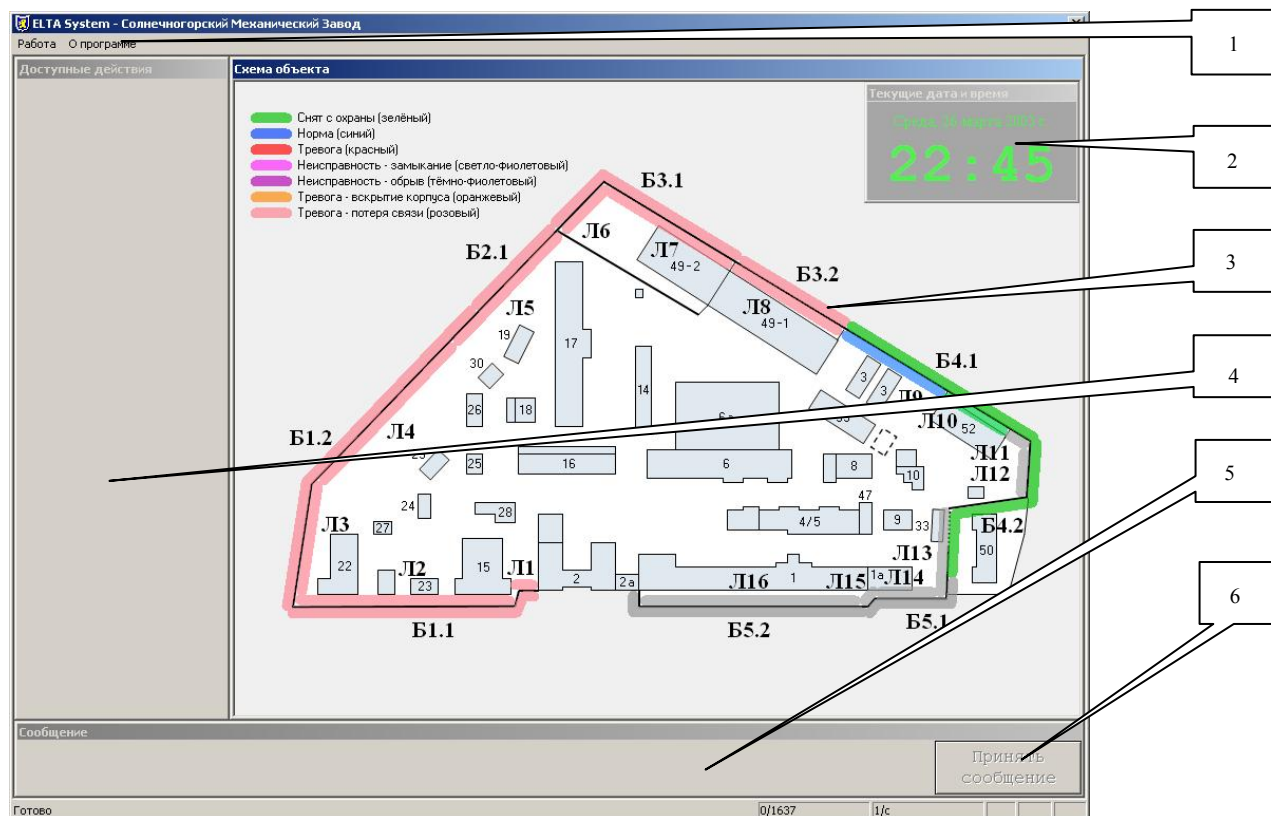 ELTA System - Солнечногорский Механический Завод
Работа О программе
Доступные действия
Схема объекта
Текущие дата и время
22:45
Снят с охраны (зелёный)
Норма (синий)
Тревога (красный)
Неисправность - замыкание (светло-фиолетовый)
Неисправность - обрыв (тёмно-фиолетовый)
Тревога - вскрытие корпуса (оранжевый)
Тревога - потеря связи (розовый)
1
2
3
4
5
6
Б3.1
Л6
Б2.1
Л7
49-2
Б3.2
Л8
49-1
Л5
19
17
30
14
Б4.1
3
3
Л9
26
18
Л10
52
Б1.2
Л4
25
16
6
8
10
Л11
Л12
24
28
47
4/5
9
33
Б4.2
Л3
27
22
Л2
23
15
Л1
2
2а
Л16
1
Л15
1а
Л14
Л13
50
Б1.1
Б5.2
Б5.1
Сообщение
Принять
сообщение
Готово
0/1637
1/с